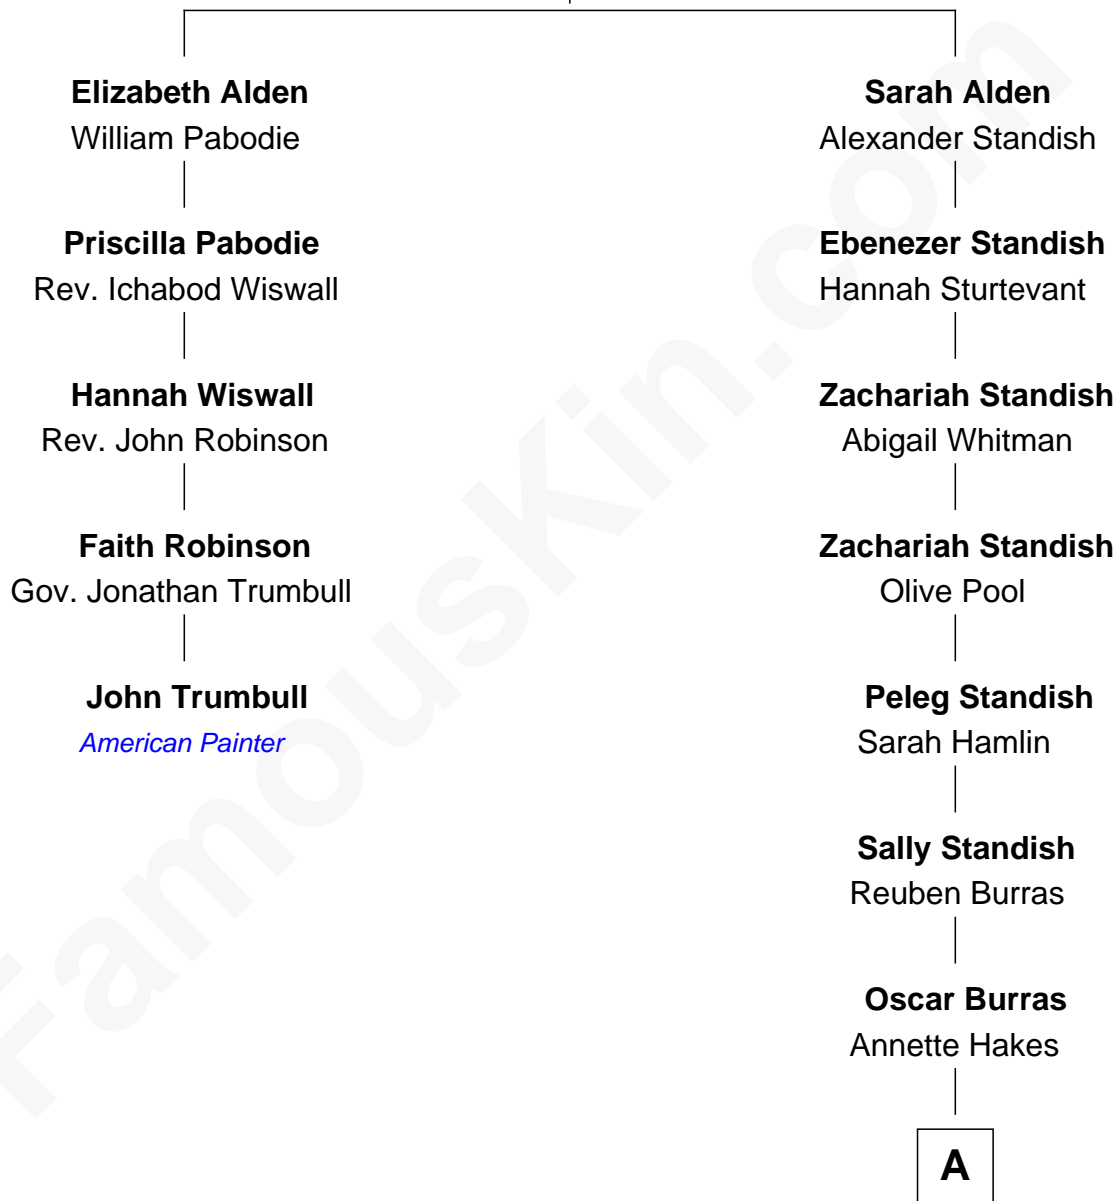 Elizabeth Alden
William Pabodie
Priscilla Pabodie
Rev. Ichabod Wiswall
Hannah Wiswall
Rev. John Robinson
Faith Robinson
Gov. Jonathan Trumbull
John Trumbull
American Painter
Sarah Alden
Alexander Standish
Ebenezer Standish
Hannah Sturtevant
Zachariah Standish
Abigail Whitman
Zachariah Standish
Olive Pool
Peleg Standish
Sarah Hamlin
Sally Standish
Reuben Burras
Oscar Burras
Annette Hakes
A
FamousKin.com